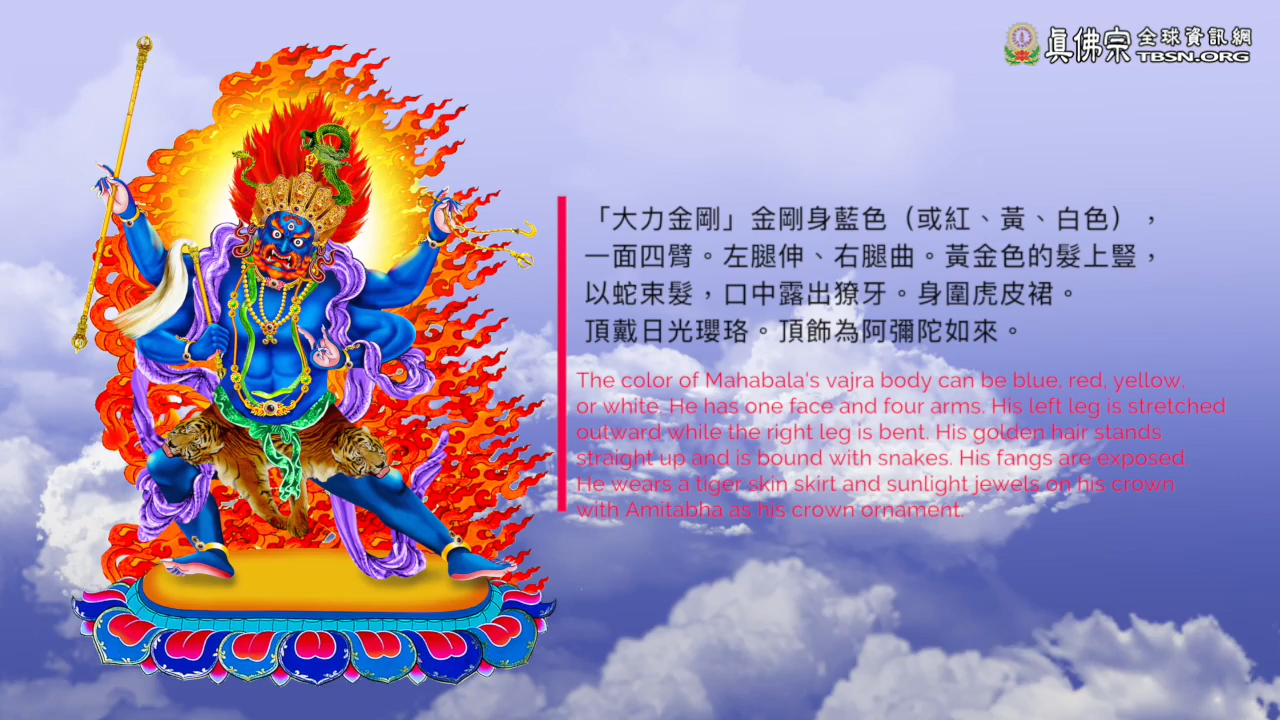 真佛宗 全球資訊網
TBSN.ORG
「大力金剛」金剛身藍色（或紅、黃、白色），
一面四臂。左腿伸、右腿曲。黃金色的髮上豎，
以蛇束髮，口中露出獠牙。身圍虎皮裙。
頂戴日光瓔珞。頂飾為阿彌陀如來。
The color of Mahabala's vajra body can be blue, red, yellow,
or white. He has one face and four arms. His left leg is stretched
outward while the right leg is bent. His golden hair stands
straight up and is bound with snakes. His fangs are exposed.
He wears a tiger skin skirt and sunlight jewels on his crown
with Amitabha as his crown ornament.